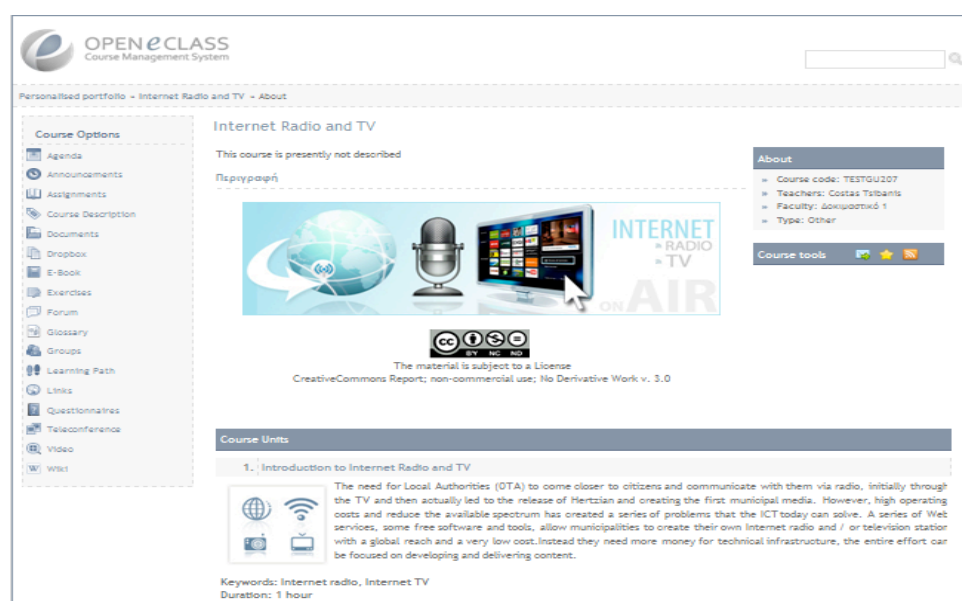 OPEN eCLASS
Course Management System
Personalised portfolio - Internet Radio and TV - About
Course Options
Agenda
Announcements
Assignments
Course Description
Documents
Dropbox
E-Book
Exercises
Forum
Glossary
Groups
Learning Path
Links
Questionnaires
Teleconference
Video
Wiki
Internet Radio and TV
This course is presently not described
Περιγραφή
INTERNET
» RADIO
» TV
ON AIR
cc
BY NC ND
The material is subject to a License
CreativeCommons Report; non-commercial use; No Derivative Work v. 3.0
About
» Course code: TESTGU207
» Teachers: Costas Tsibanis
» Faculty: Δοκιμαστικό 1
» Type: Other
Course tools
Course Units
1. Introduction to Internet Radio and TV
The need for Local Authorities (OTA) to come closer to citizens and communicate with them via radio, initially through
the TV and then actually led to the release of Hertzian and creating the first municipal media. However, high operating
costs and reduce the available spectrum has created a series of problems that the ICT today can solve. A series of Web
services, some free software and tools, allow municipalities to create their own Internet radio and / or television station
with a global reach and a very low cost.Instead they need more money for technical infrastructure, the entire effort can
be focused on developing and delivering content.
Keywords: Internet radio, Internet TV
Duration: 1 hour